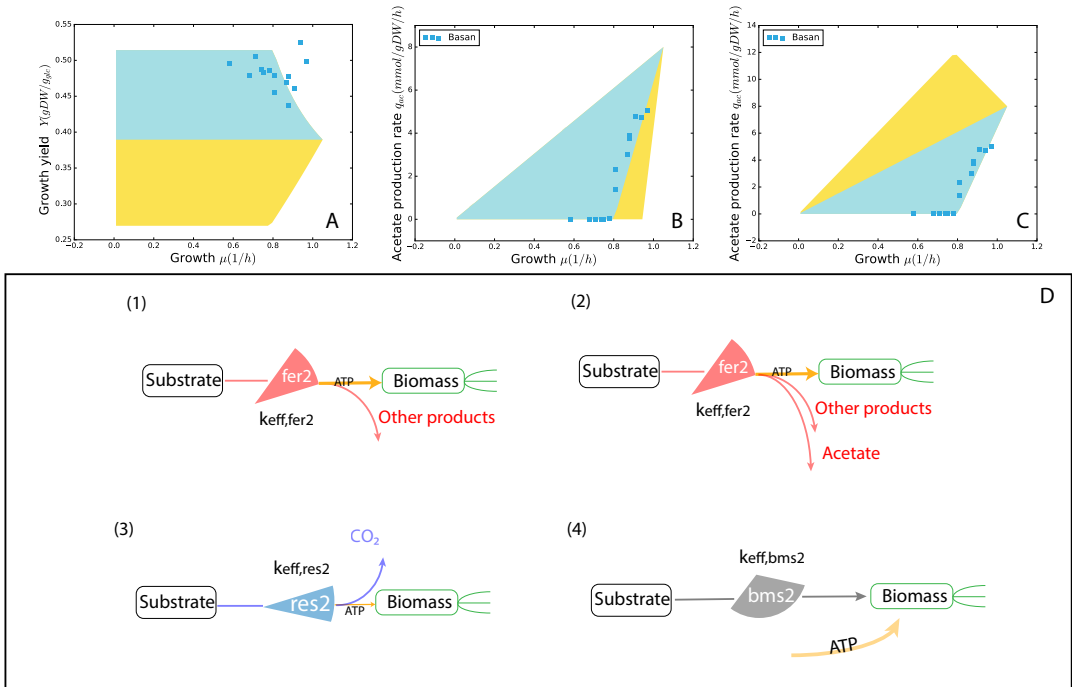 0.55
0.50
0.45
0.40
0.35
0.30
0.25
−0.2
0.0
0.2
0.4
0.6
0.8
1.0
1.2
Growth yield Y(gDW/g_glc)
Growth μ(1/h)
A
Basan
8
6
4
2
0
−0.2
0.0
0.2
0.4
0.6
0.8
1.0
1.2
Acetate production rate q_ac(mmol/gDW/h)
Growth μ(1/h)
B
Basan
14
12
10
8
6
4
2
0
−2
−0.2
0.0
0.2
0.4
0.6
0.8
1.0
1.2
Acetate production rate q_ac(mmol/gDW/h)
Growth μ(1/h)
C
D
(1)
Substrate
fer2
ATP
Biomass
keff,fer2
Other products
(2)
Substrate
fer2
ATP
Biomass
keff,fer2
Other products
Acetate
(3)
CO₂
keff,res2
Substrate
res2
ATP
Biomass
(4)
keff,bms2
Substrate
bms2
Biomass
ATP